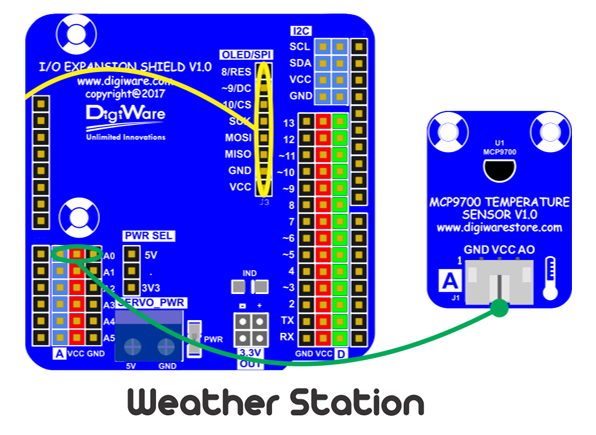 I/O EXPANSION SHIELD V1.0
www.digiware.com
copyright@2017
DigiWare
Unlimited Innovations
OLED/SPI
8/RES
~9/DC
10/CS
SCK
MOSI
MISO
GND
VCC
J3
I2C
SCL
SDA
VCC
GND
13
12
~11
~10
~9
8
7
~6
~5
4
~3
2
TX
RX
GND VCC D
PWR SEL
5V
.
3V3
SERVO_PWR
5V GND
PWR
IND
- +
3.3V
OUT
A0
A1
A2
A3
A4
A5
A VCC GND
U1
MCP9700
MCP9700 TEMPERATURE
SENSOR V1.0
www.digiwarestore.com
GND VCC AO
1
A
J1
Weather Station